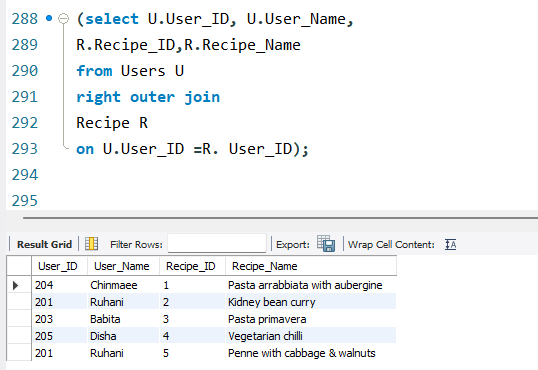 288 (select U.User_ID, U.User_Name,
289 R.Recipe_ID,R.Recipe_Name
290 from Users U
291 right outer join
292 Recipe R
293 on U.User_ID =R. User_ID);
294
295
Result Grid Filter Rows: Export: Wrap Cell Content:
User_ID User_Name Recipe_ID Recipe_Name
204 Chinmaee 1 Pasta arrabbiata with aubergine
201 Ruhani 2 Kidney bean curry
203 Babita 3 Pasta primavera
205 Disha 4 Vegetarian chilli
201 Ruhani 5 Penne with cabbage & walnuts